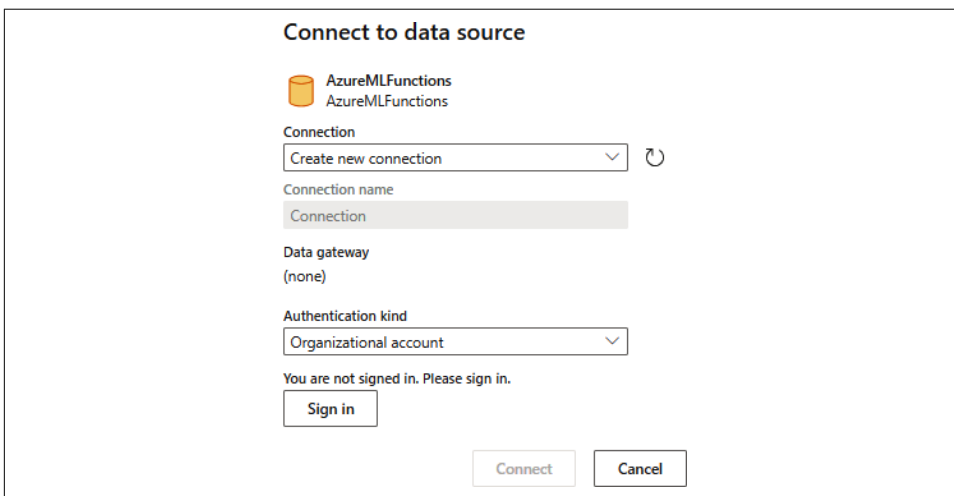 Connect to data source
AzureMLFunctions
AzureMLFunctions
Connection
Create new connection
Connection name
Connection
Data gateway
(none)
Authentication kind
Organizational account
You are not signed in. Please sign in.
Sign in
Connect
Cancel